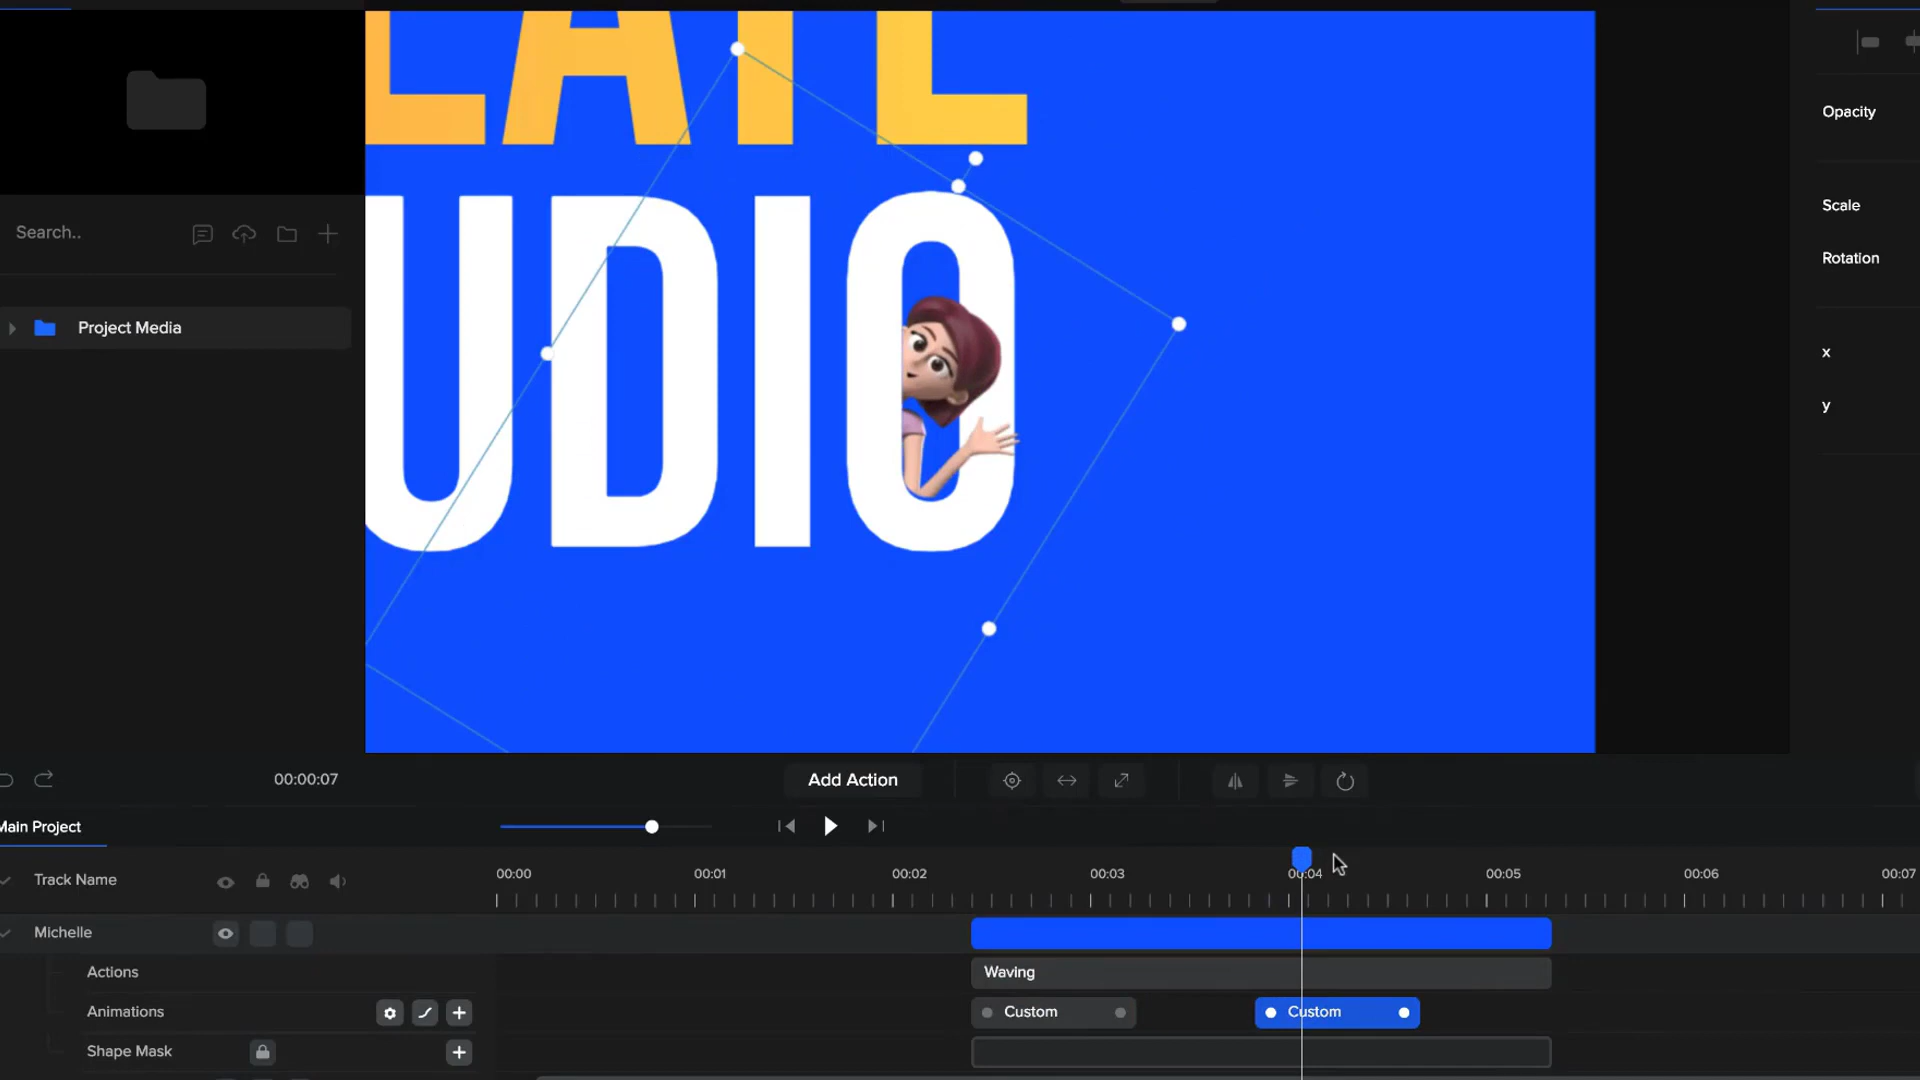 LATE
UDIO
Opacity
Scale
Search..
Rotation
Project Media
x
y
00:00:07
Add Action
Main Project
Track Name
00:00 00:01 00:02 00:03 00:04 00:05 00:06 00:07
Michelle
Actions
Waving
Animations
Custom
Custom
Shape Mask